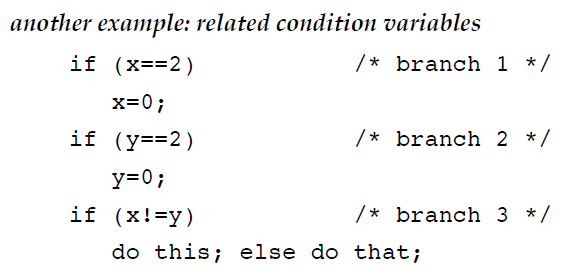 another example: related condition variables
if (x==2) /* branch 1 */
x=0;
if (y==2) /* branch 2 */
y=0;
if (x!=y) /* branch 3 */
do this; else do that;